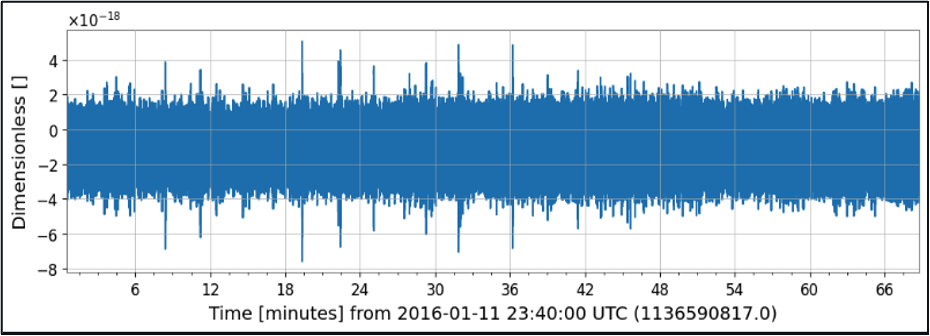 ×10⁻¹⁸
4
2
0
−2
−4
−6
−8
Dimensionless []
6 12 18 24 30 36 42 48 54 60 66
Time [minutes] from 2016-01-11 23:40:00 UTC (1136590817.0)